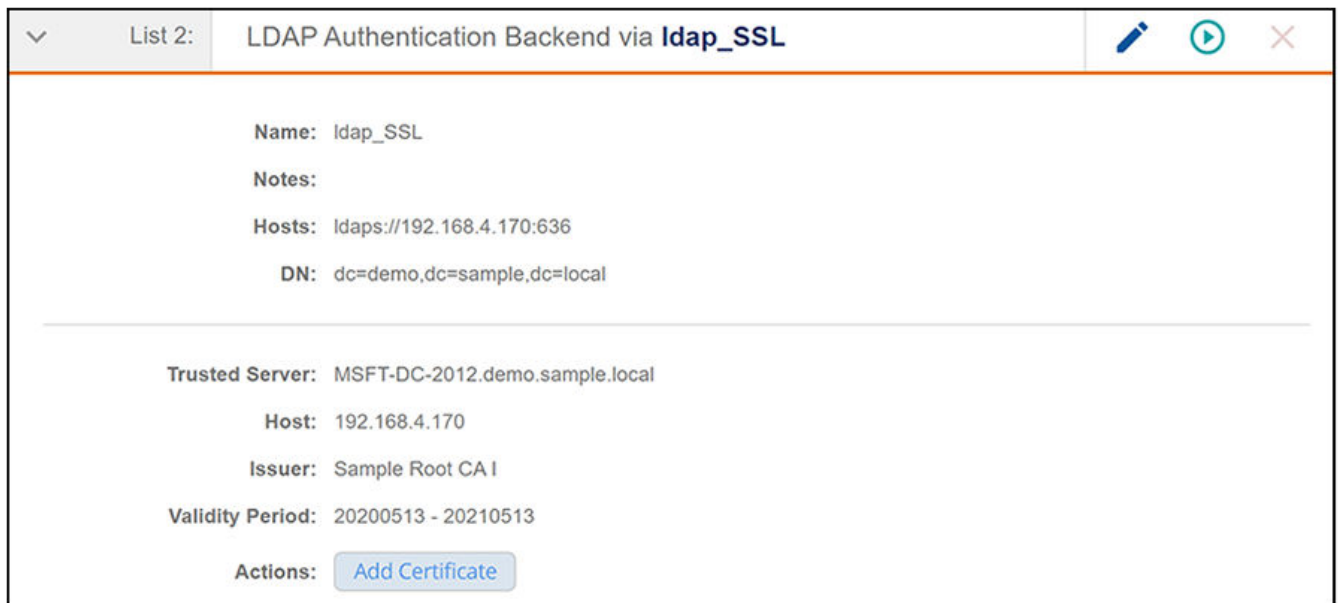 List 2: LDAP Authentication Backend via ldap_SSL
Name: ldap_SSL
Notes:
Hosts: ldaps://192.168.4.170:636
DN: dc=demo,dc=sample,dc=local
Trusted Server: MSFT-DC-2012.demo.sample.local
Host: 192.168.4.170
Issuer: Sample Root CA I
Validity Period: 20200513 - 20210513
Actions: Add Certificate